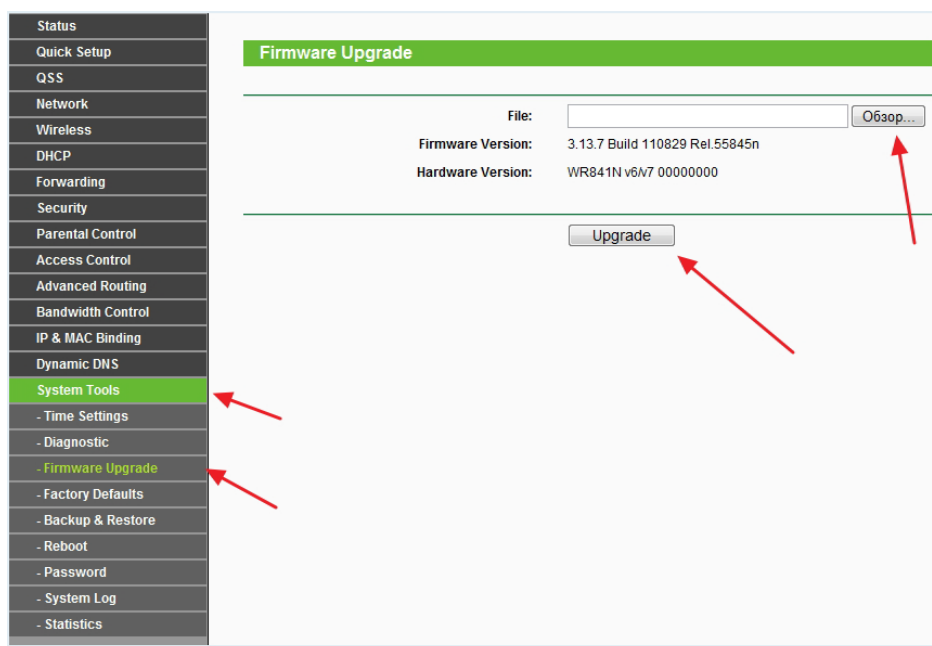 Status
Quick Setup
QSS
Network
Wireless
DHCP
Forwarding
Security
Parental Control
Access Control
Advanced Routing
Bandwidth Control
IP & MAC Binding
Dynamic DNS
System Tools
- Time Settings
- Diagnostic
- Firmware Upgrade
- Factory Defaults
- Backup & Restore
- Reboot
- Password
- System Log
- Statistics
Firmware Upgrade
File: Обзор...
Firmware Version: 3.13.7 Build 110829 Rel.55845n
Hardware Version: WR841N v6/v7 00000000
Upgrade